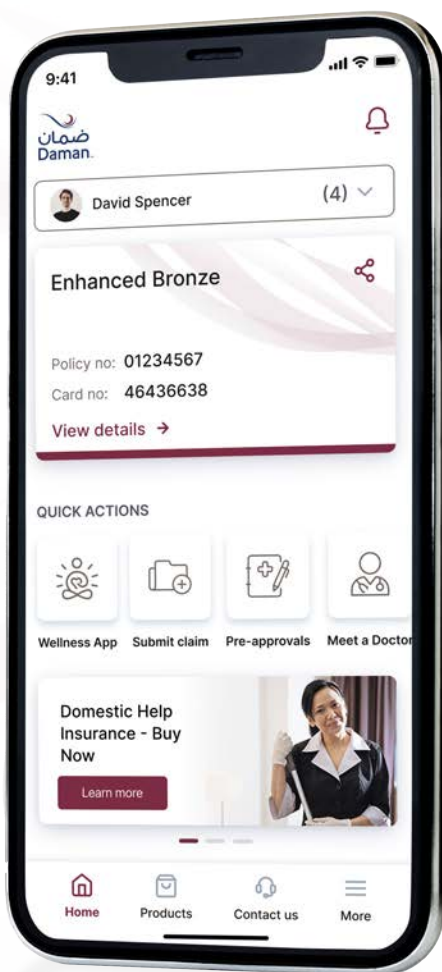 9:41
ضمان
Daman.
David Spencer
(4)
Enhanced Bronze
Policy no: 01234567
Card no: 46436638
View details →
QUICK ACTIONS
Wellness App
Submit claim
Pre-approvals
Meet a Doctor
Domestic Help
Insurance - Buy
Now
Learn more
Home
Products
Contact us
More